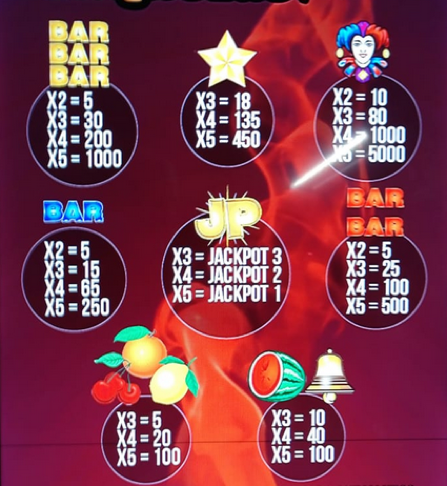 BAR
BAR
BAR
X2 = 5
X3 = 30
X4 = 200
X5 = 1000
X3 = 18
X4 = 135
X5 = 450
X2 = 10
X3 = 80
X4 = 1000
X5 = 5000
BAR
X2 = 5
X3 = 15
X4 = 65
X5 = 250
JP
X3 = JACKPOT 3
X4 = JACKPOT 2
X5 = JACKPOT 1
BAR
BAR
X2 = 5
X3 = 25
X4 = 100
X5 = 500
X3 = 5
X4 = 20
X5 = 100
X3 = 10
X4 = 40
X5 = 100